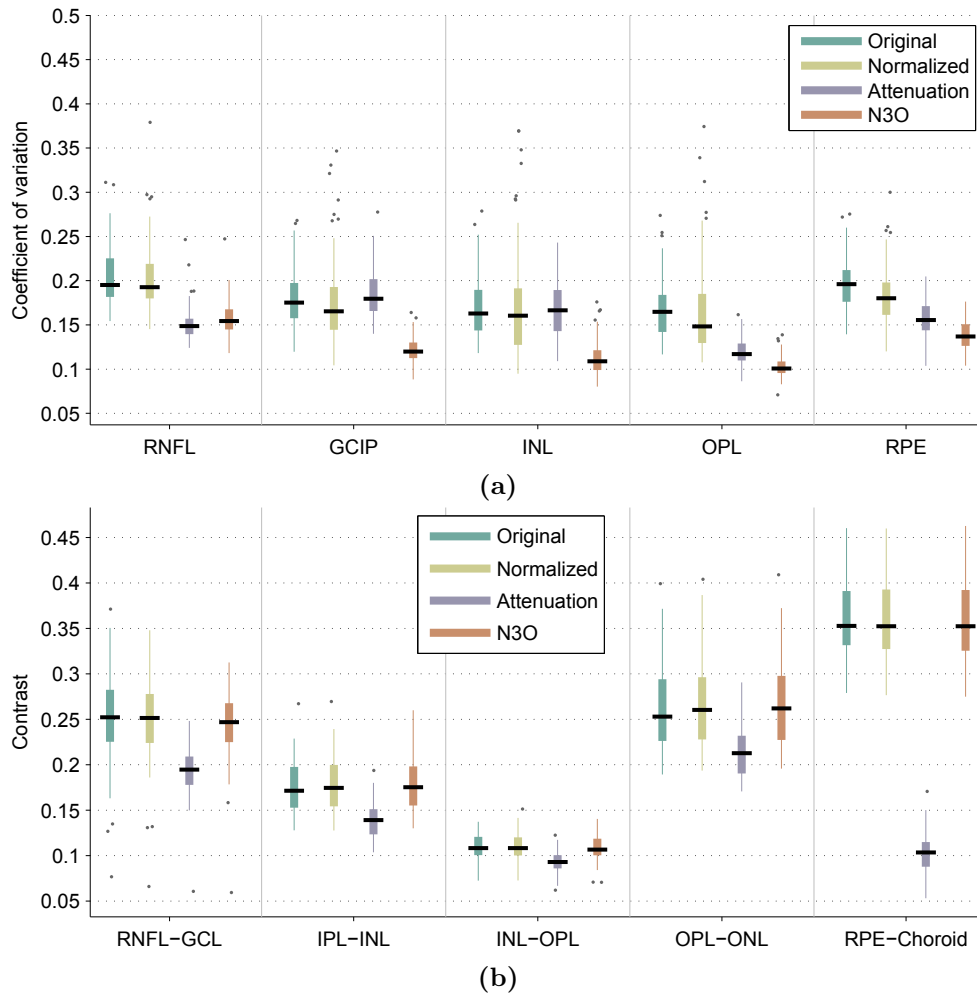 0.5
0.45
0.4
0.35
0.3
0.25
0.2
0.15
0.1
0.05
Coefficient of variation
Original
Normalized
Attenuation
N3O
RNFL GCIP INL OPL RPE
(a)
0.45
0.4
0.35
0.3
0.25
0.2
0.15
0.1
0.05
Contrast
Original
Normalized
Attenuation
N3O
RNFL−GCL IPL−INL INL−OPL OPL−ONL RPE−Choroid
(b)